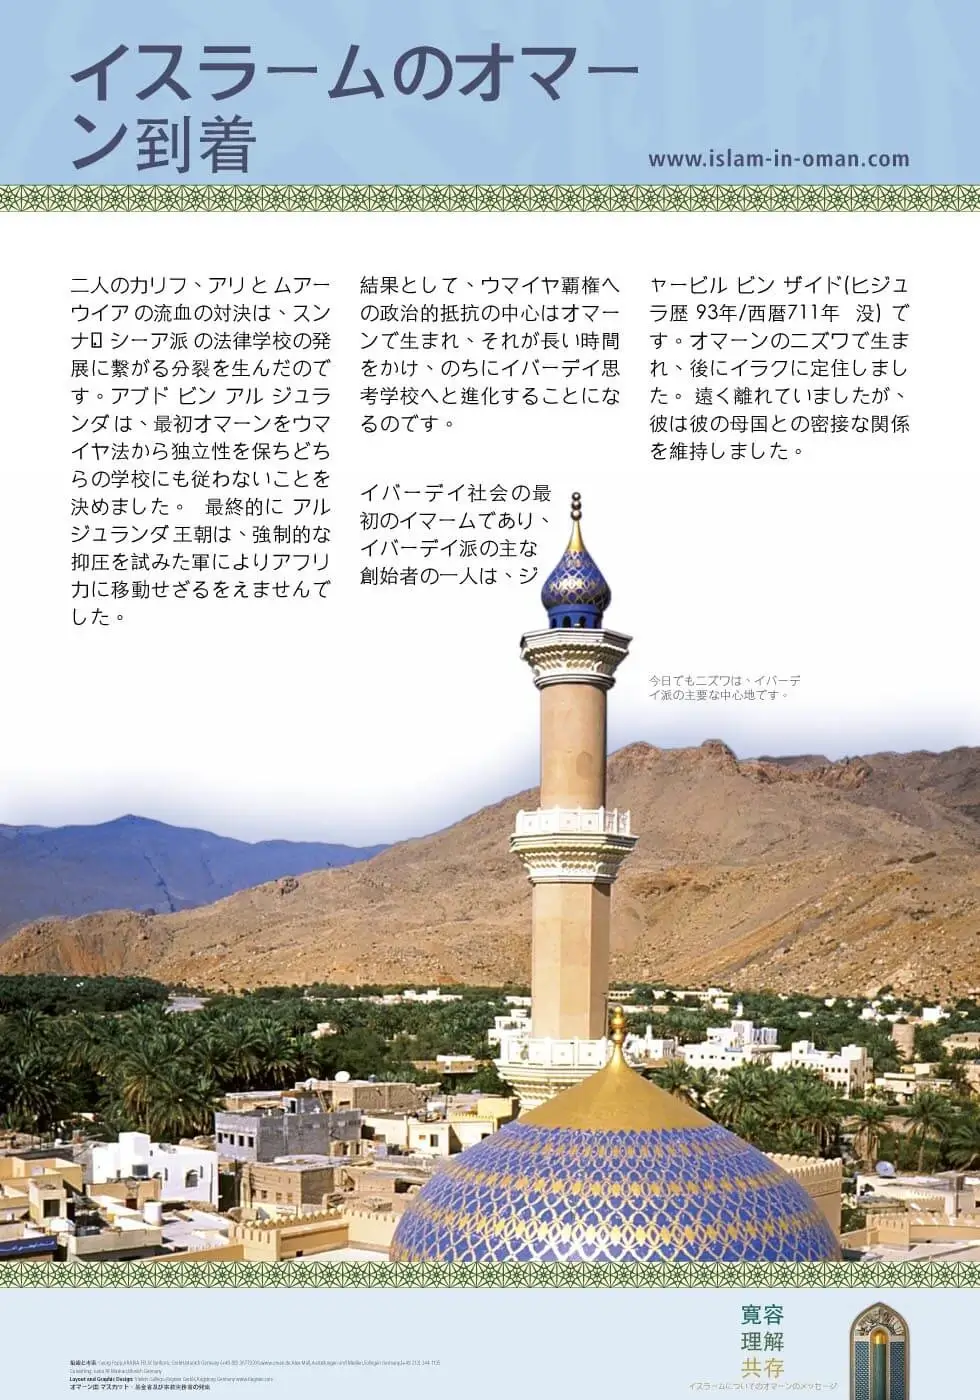 イスラームのオマー
ン到着
www.islam-in-oman.com
二人のカリフ、アリ と ムアー
ウイア の流血の対決は、スン
ナ シーア派 の法律学校の発
展に繋がる分裂を生んだので
す。アブド ビン アル ジュラ
ンダ は、最初オマーンをウマ
イヤ法から独立性を保ちどち
らの学校にも従わないことを
決めました。 最終的に アル
ジュランダ 王朝は、強制的な
抑圧を試みた軍によりアフリ
カに移動せざるをえませんで
した。
結果として、ウマイヤ覇権へ
の政治的抵抗の中心はオマー
ンで生まれ、それが長い時間
をかけ、のちにイバーデイ思
考学校へと進化することにな
るのです。
イバーデイ社会の最
初のイマームであり、
イバーデイ派の主な
創始者の一人は、ジ
ャービル ビン ザイド(ヒジュ
ラ歴 93年/西暦711年 没) で
す。オマーンのニズワで生ま
れ、後にイラクに定住しまし
た。 遠く離れていましたが、
彼は彼の母国との密接な関係
を維持しました。
今日でもニズワは、イバーデ
イ派の主要な中心地です。
寛容
理解
共存
イスラームについてのオマーンのメッセージ